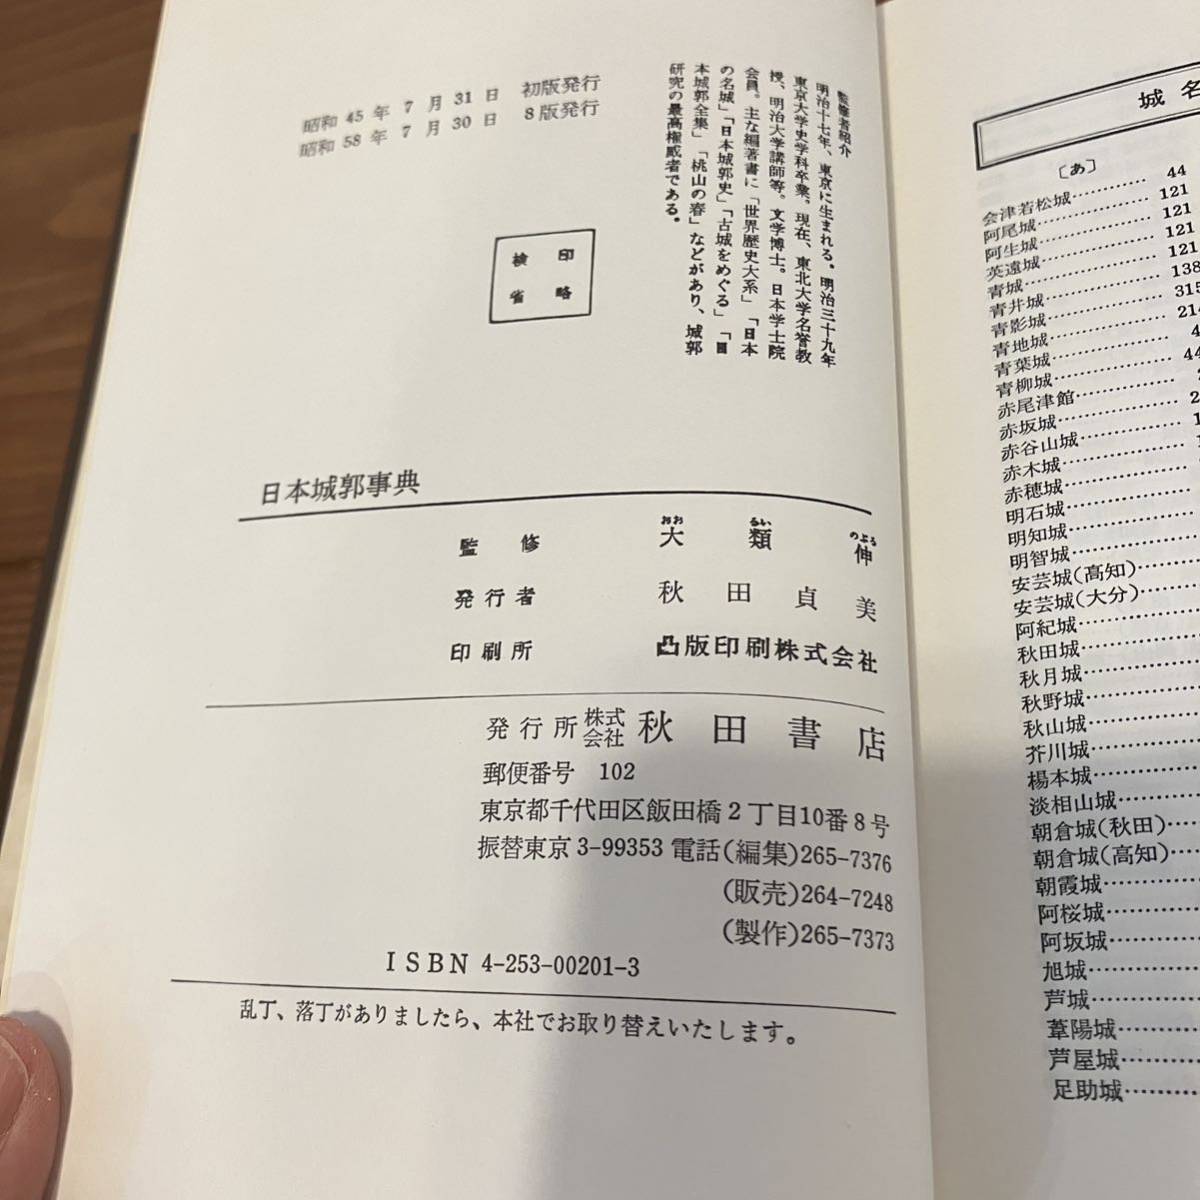 監修者紹介
明治十七年、東京に生まれる。明治三十九年
東京大学史学科卒業。現在、東北大学名誉教
授、明治大学講師等。文学博士。日本学士院
会員。主な編著書に「世界歴史大系」「日本
の名城」「日本城郭史」「古城をめぐる」「日
本城郭全集」「桃山の春」などがあり、城郭
研究の最高権威者である。
昭和45年7月31日 初版発行
昭和58年7月30日 8版発行
検印
省略
日本城郭事典
監修 大類伸
おお るい のぶる
発行者 秋田貞美
印刷所 凸版印刷株式会社
発行所 株式会社 秋田書店
郵便番号 102
東京都千代田区飯田橋2丁目10番8号
振替東京3-99353 電話(編集)265-7376
(販売)264-7248
(製作)265-7373
ISBN 4-253-00201-3
乱丁、落丁がありましたら、本社でお取り替えいたします。
城名
〔あ〕
会津若松城………… 44
阿尾城………… 121
阿生城………… 121
英遠城………… 121
青城………… 121
青井城………… 138
青影城………… 315
青地城………… 214
青葉城…………
青柳城………… 44
赤尾津館…………
赤坂城…………
赤谷山城…………
赤木城…………
赤穂城…………
明石城…………
明知城…………
明智城…………
安芸城(高知)…………
安芸城(大分)…………
阿紀城…………
秋田城…………
秋月城…………
秋野城…………
秋山城…………
芥川城…………
楊本城…………
淡相山城…………
朝倉城(秋田)…………
朝倉城(高知)…………
朝霞城…………
阿桜城…………
阿坂城…………
旭城…………
芦城…………
葦陽城…………
芦屋城…………
足助城…………